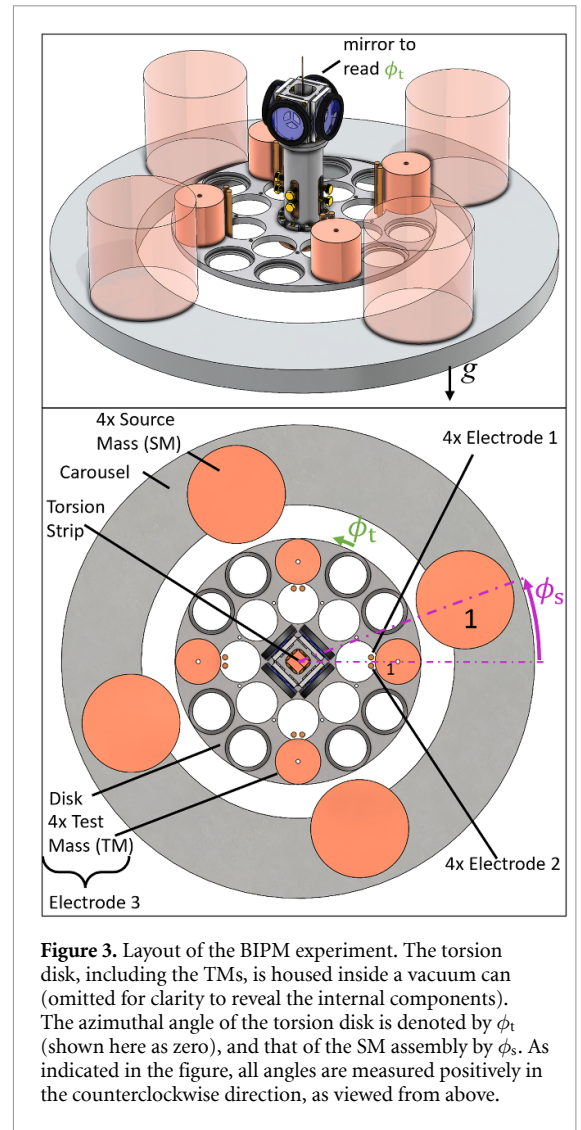 mirror to
read ϕt
g
4x Source
Mass (SM)
4x Electrode 1
Carousel
Torsion
Strip
ϕt
ϕs
1
1
Disk
4x Test
Mass (TM)
4x Electrode 2
Electrode 3
Figure 3. Layout of the BIPM experiment. The torsion
disk, including the TMs, is housed inside a vacuum can
(omitted for clarity to reveal the internal components).
The azimuthal angle of the torsion disk is denoted by ϕt
(shown here as zero), and that of the SM assembly by ϕs. As
indicated in the figure, all angles are measured positively in
the counterclockwise direction, as viewed from above.